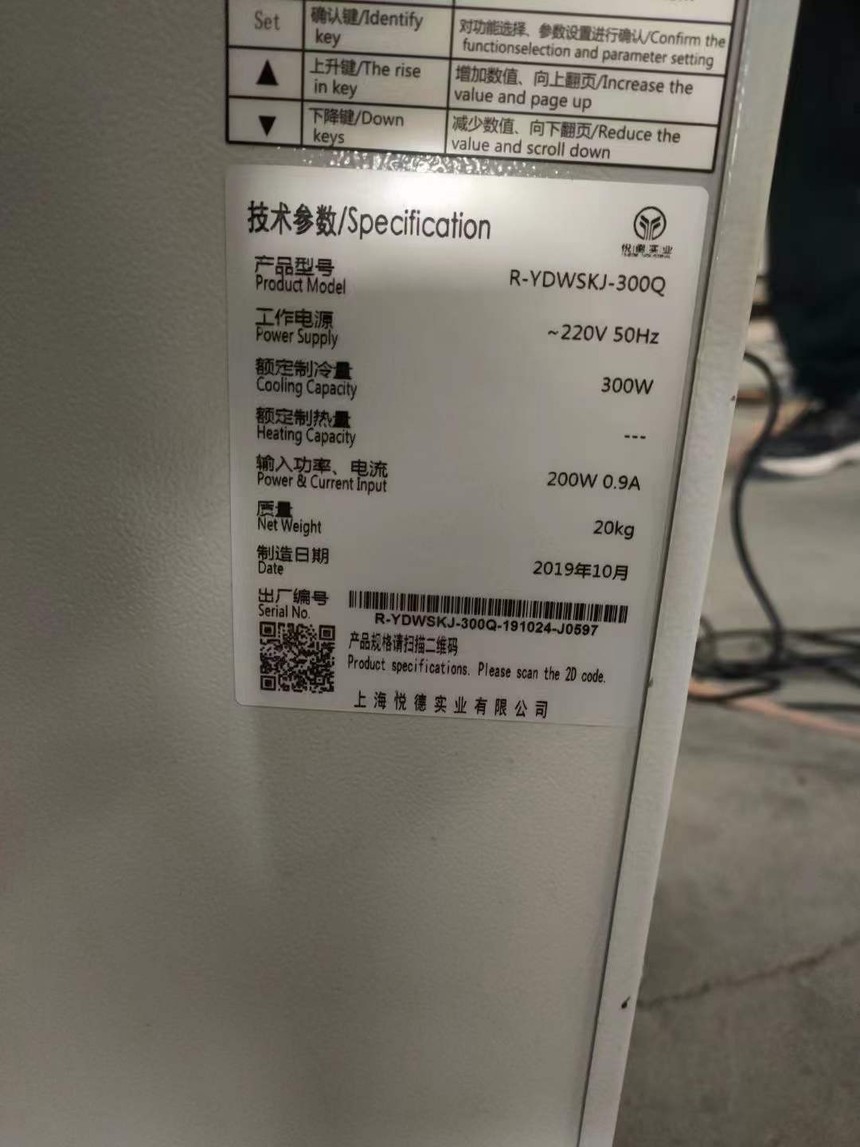 Set
确认键/Identify
key
对功能选择、参数设置进行确认/Confirm the
functionselection and parameter setting
▲
上升键/The rise
in key
增加数值、向上翻页/Increase the
value and page up
▼
下降键/Down
keys
减少数值、向下翻页/Reduce the
value and scroll down
技术参数/Specification
悦德实业
产品型号
Product Model
R-YDWSKJ-300Q
工作电源
Power Supply
~220V 50Hz
额定制冷量
Cooling Capacity
300W
额定制热量
Heating Capacity
---
输入功率、电流
Power & Current Input
200W 0.9A
质量
Net Weight
20kg
制造日期
Date
2019年10月
出厂编号
Serial No.
R-YDWSKJ-300Q-191024-J0597
产品规格请扫描二维码
Product specifications. Please scan the 2D code.
上海悦德实业有限公司